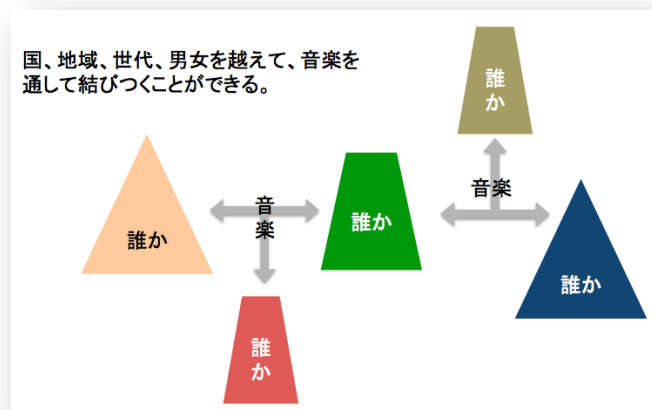 国、地域、世代、男女を越えて、音楽を
通して結びつくことができる。
誰
か
音楽
音
楽
誰か
誰か
誰か
誰
か